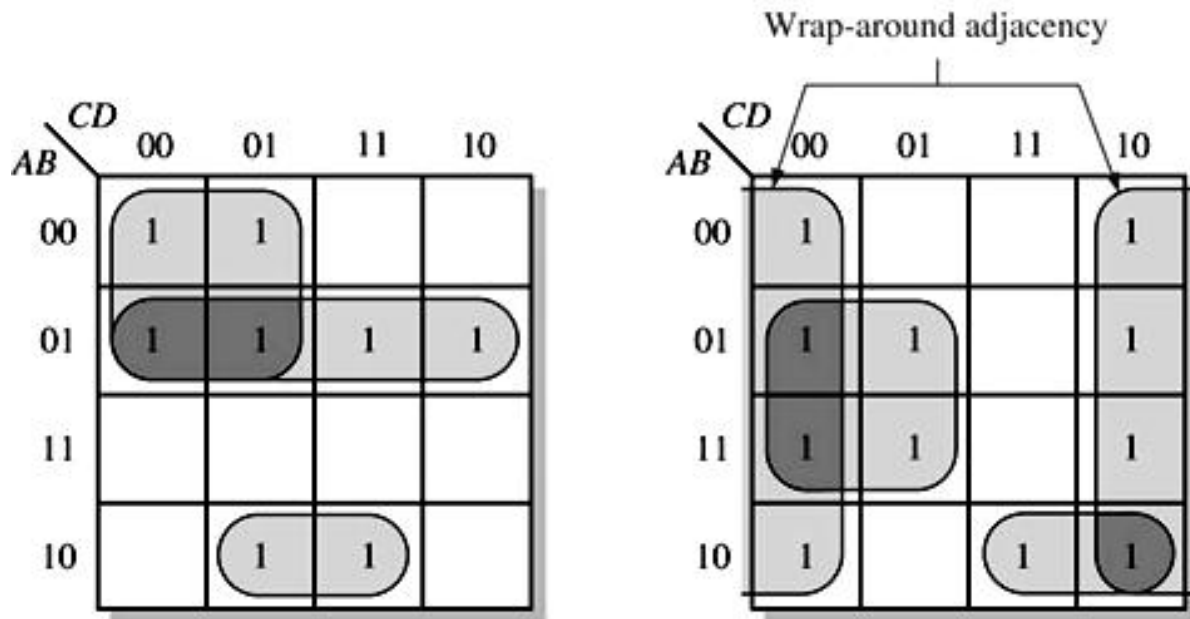 Wrap-around adjacency
CD
AB
00 01 11 10
00 1 1
01 1 1 1 1
11
10 1 1
CD
AB
00 01 11 10
00 1 1
01 1 1 1
11 1 1 1
10 1 1 1